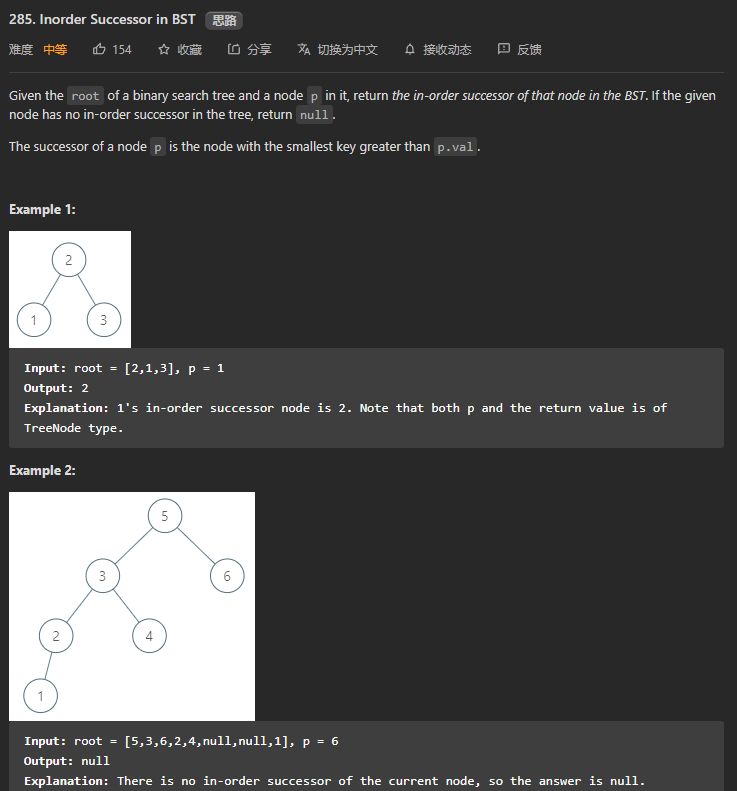 285. Inorder Successor in BST 思路
难度 中等 154 收藏 分享 切换为中文 接收动态 反馈
Given the root of a binary search tree and a node p in it, return the in-order successor of that node in the BST. If the given
node has no in-order successor in the tree, return null.
The successor of a node p is the node with the smallest key greater than p.val.
Example 1:
2
1 3
Input: root = [2,1,3], p = 1
Output: 2
Explanation: 1's in-order successor node is 2. Note that both p and the return value is of
TreeNode type.
Example 2:
5
3 6
2 4
1
Input: root = [5,3,6,2,4,null,null,1], p = 6
Output: null
Explanation: There is no in-order successor of the current node, so the answer is null.